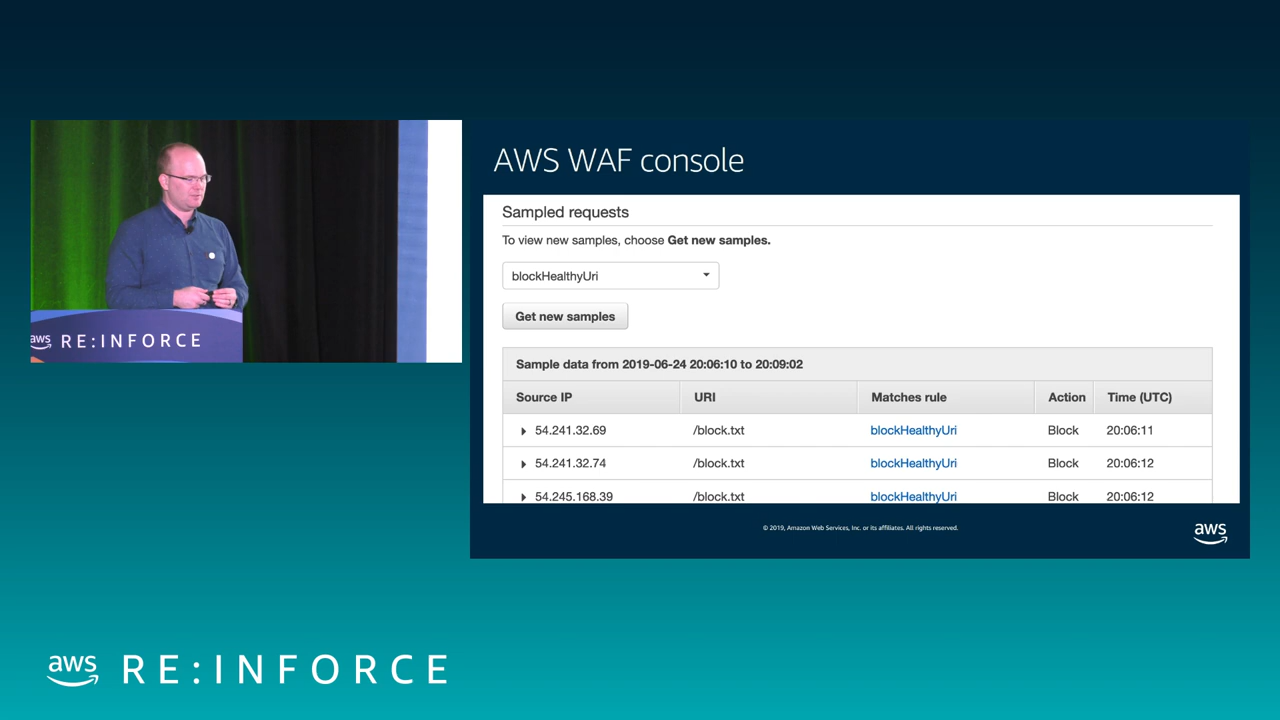 aws RE:INFORCE
AWS WAF console
Sampled requests
To view new samples, choose Get new samples.
blockHealthyUri
Get new samples
Sample data from 2019-06-24 20:06:10 to 20:09:02
Source IP URI Matches rule Action Time (UTC)
54.241.32.69 /block.txt blockHealthyUri Block 20:06:11
54.241.32.74 /block.txt blockHealthyUri Block 20:06:12
54.245.168.39 /block.txt blockHealthyUri Block 20:06:12
© 2019, Amazon Web Services, Inc. or its affiliates. All rights reserved.
aws
aws RE:INFORCE